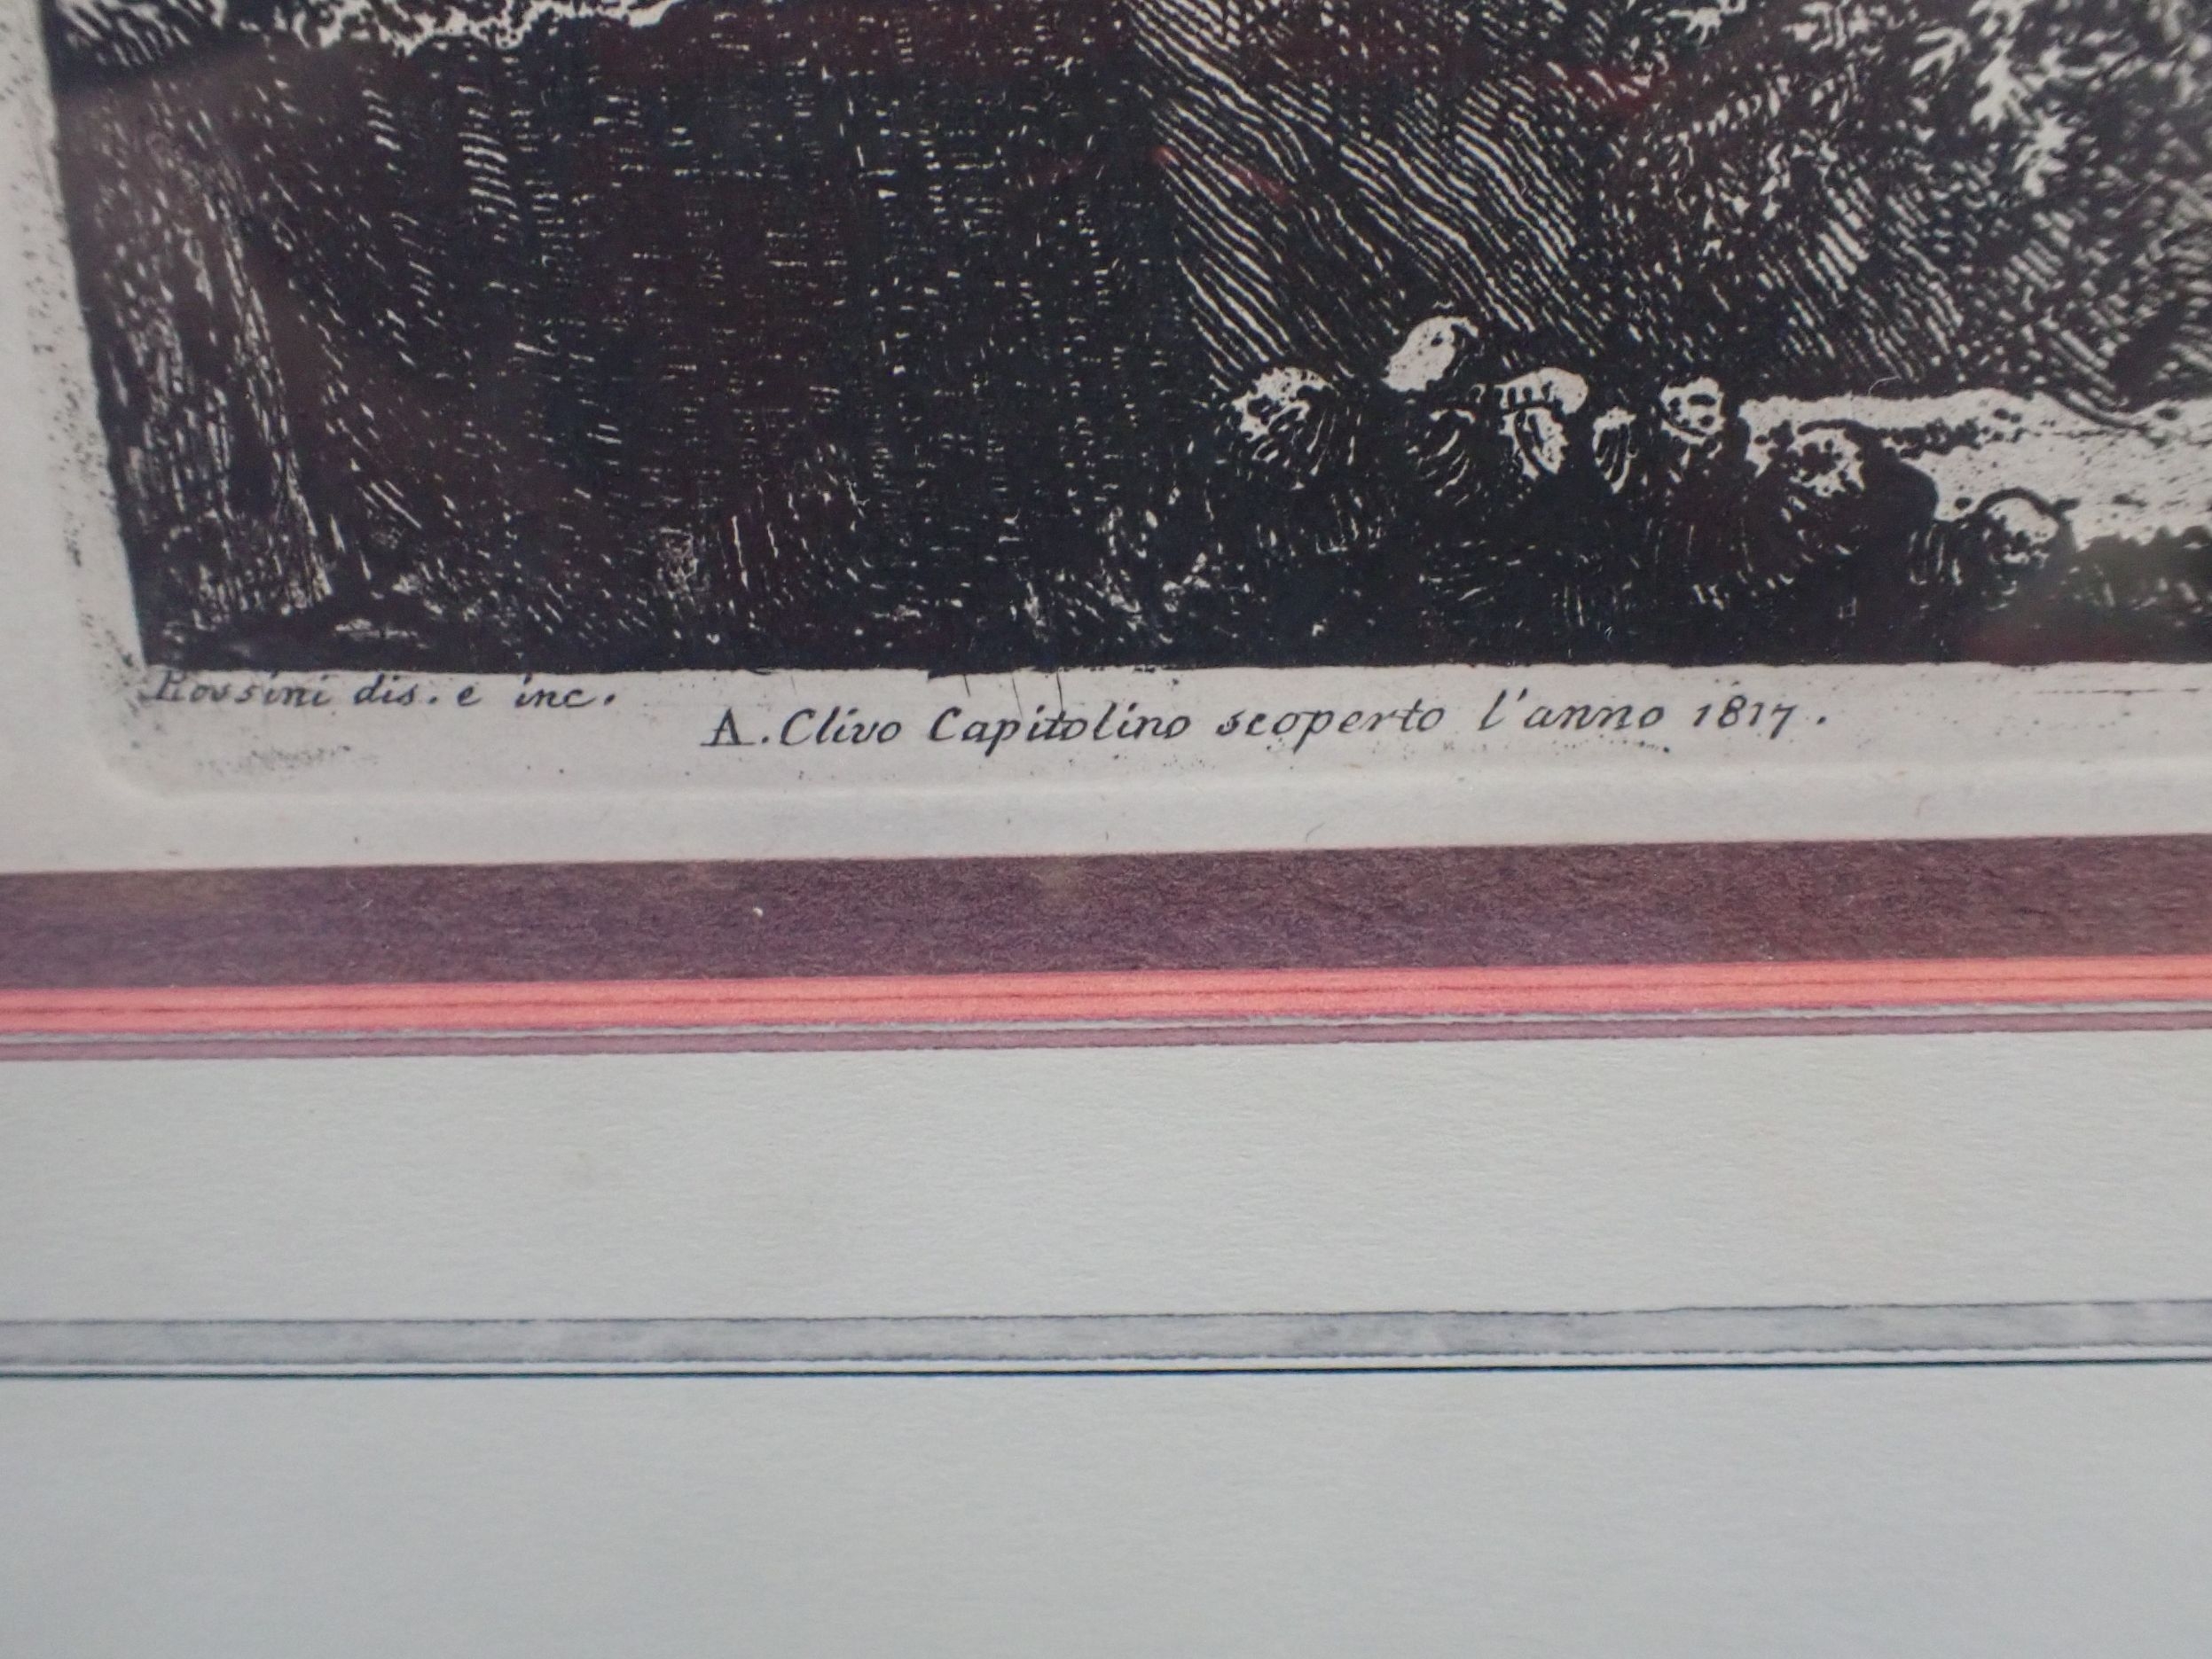 Rossini dis. e inc.
A. Clivo Capitolino scoperto l'anno 1817.